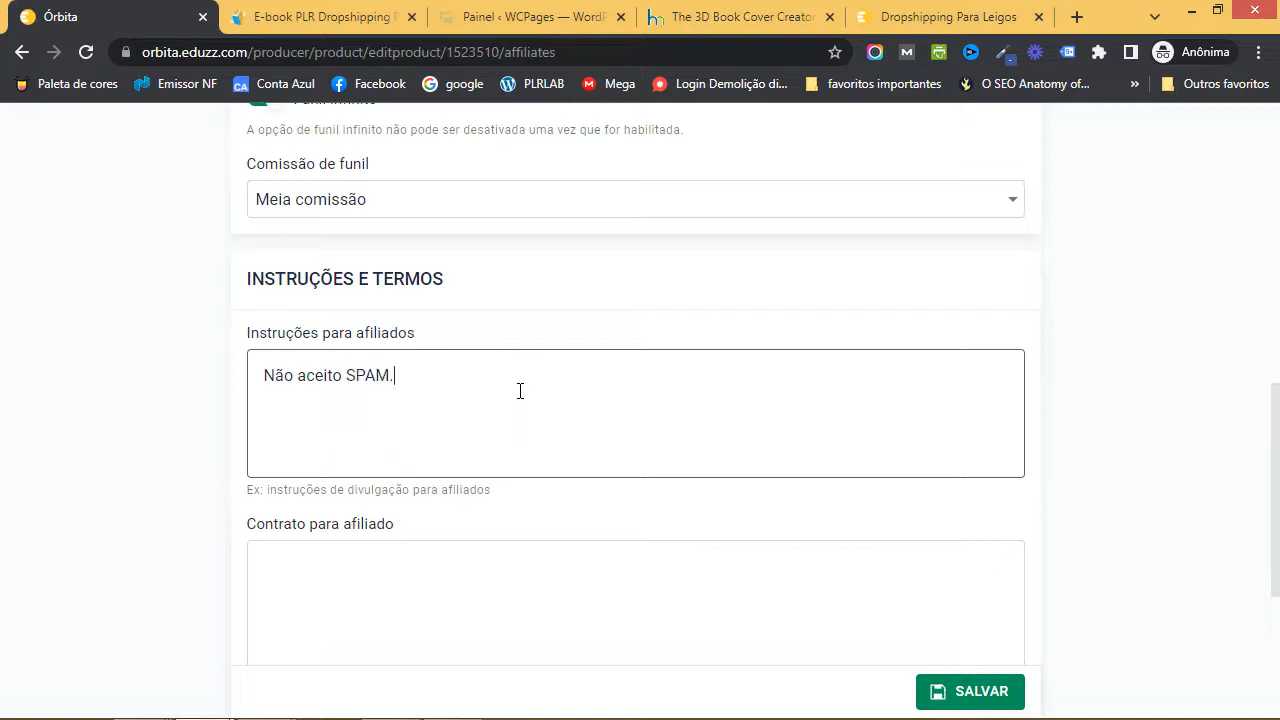 Órbita
E-book PLR Dropshipping P
Painel ‹ WCPages — WordP
The 3D Book Cover Creator
Dropshipping Para Leigos
orbita.eduzz.com/producer/product/editproduct/1523510/affiliates
Anônima
Paleta de cores
Emissor NF
Conta Azul
Facebook
google
PLRLAB
Mega
Login Demolição di...
favoritos importantes
O SEO Anatomy of...
Outros favoritos
A opção de funil infinito não pode ser desativada uma vez que for habilitada.
Comissão de funil
Meia comissão
INSTRUÇÕES E TERMOS
Instruções para afiliados
Não aceito SPAM.
Ex: instruções de divulgação para afiliados
Contrato para afiliado
SALVAR